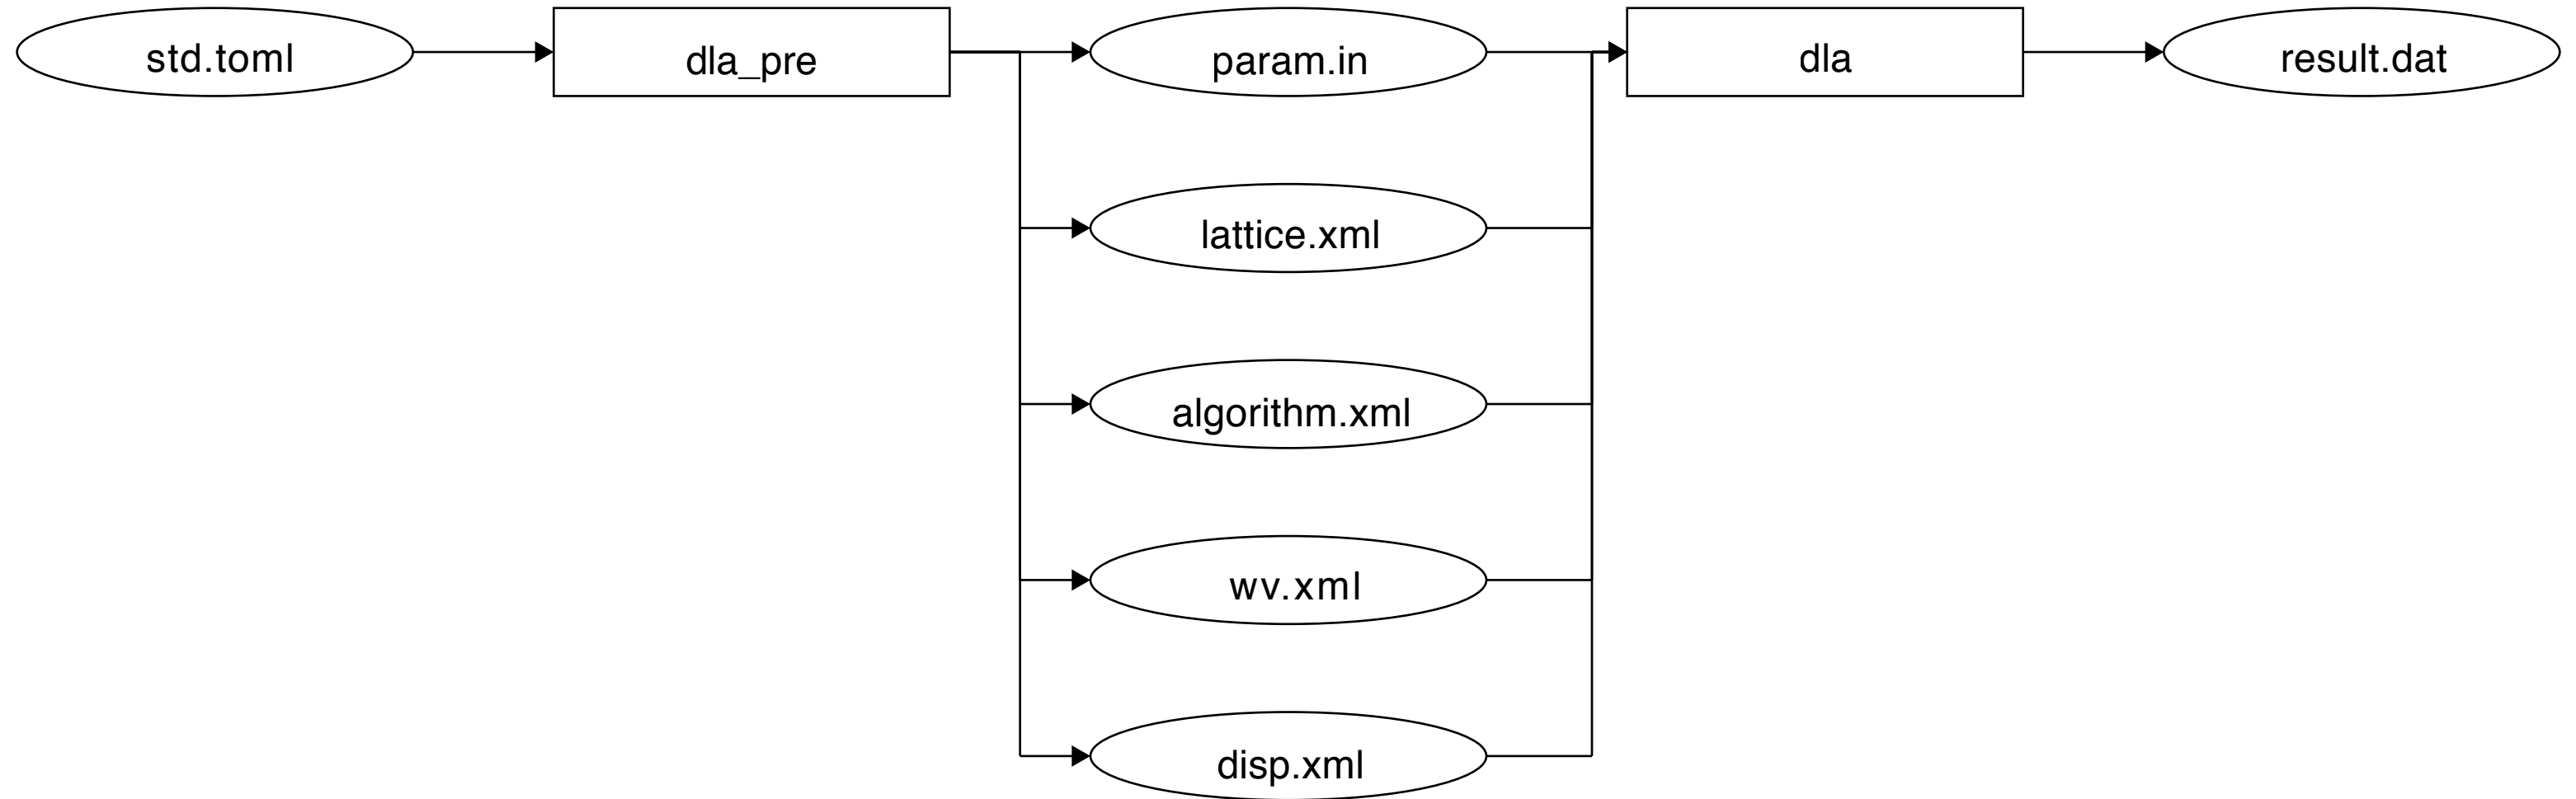 std.toml
dla_pre
param.in
dla
result.dat
lattice.xml
algorithm.xml
wv.xml
disp.xml